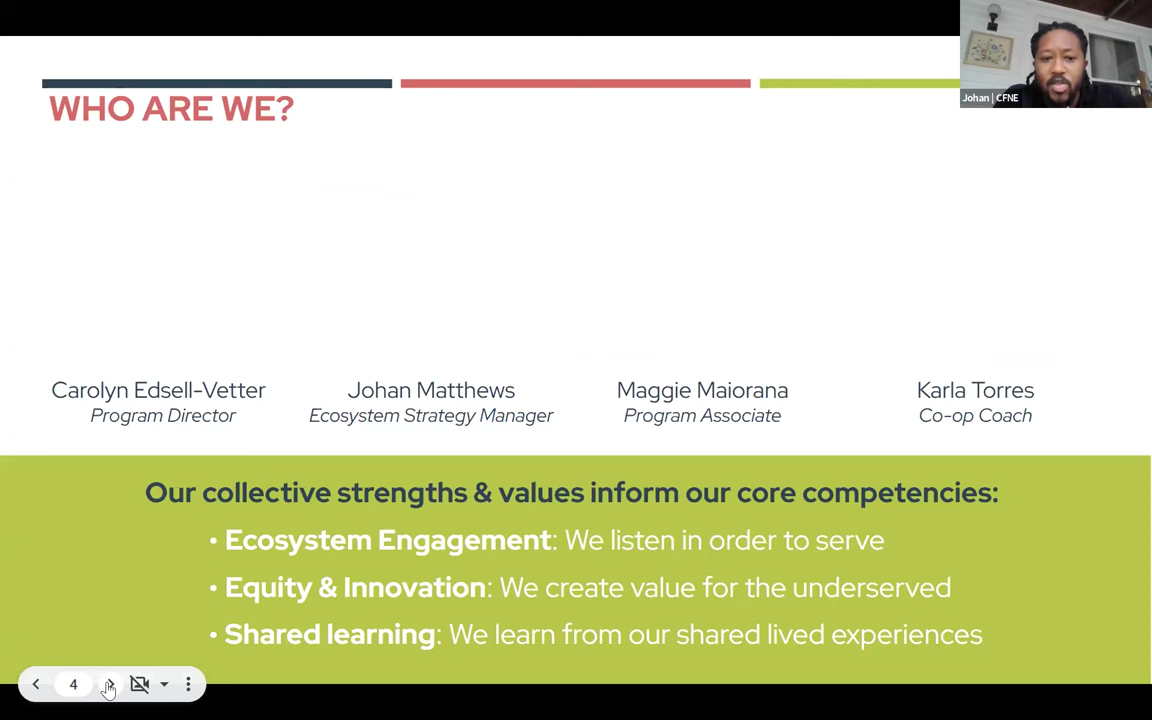 WHO ARE WE?
Johan | CFNE
Carolyn Edsell-Vetter
Program Director
Johan Matthews
Ecosystem Strategy Manager
Maggie Maiorana
Program Associate
Karla Torres
Co-op Coach
Our collective strengths & values inform our core competencies:
• Ecosystem Engagement: We listen in order to serve
• Equity & Innovation: We create value for the underserved
• Shared learning: We learn from our shared lived experiences
4